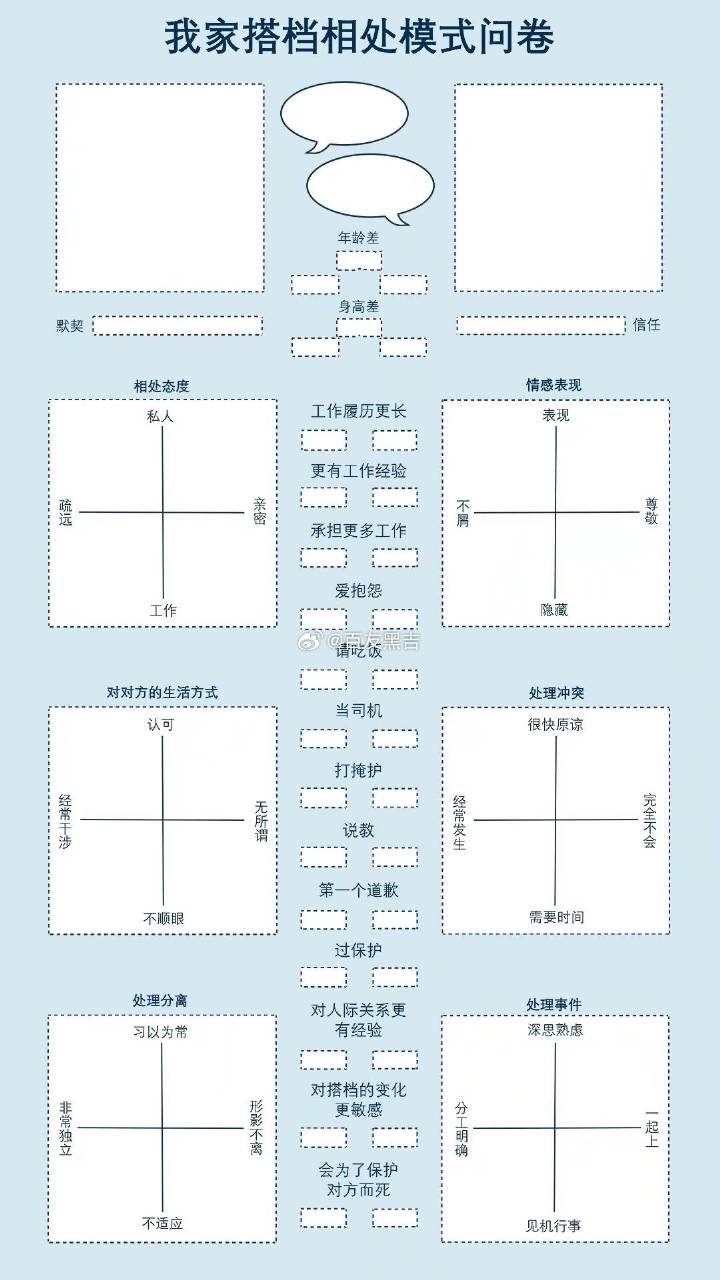 我家搭档相处模式问卷
年龄差
身高差
默契
信任
相处态度
私人
疏远
亲密
工作
情感表现
表现
不屑
尊敬
隐藏
工作履历更长
更有工作经验
承担更多工作
爱抱怨
@百友黑吉
请吃饭
当司机
打掩护
说教
第一个道歉
过保护
对人际关系更
有经验
对搭档的变化
更敏感
会为了保护
对方而死
对对方的生活方式
认可
经常干涉
无所谓
不顺眼
处理冲突
很快原谅
经常发生
完全不会
需要时间
处理分离
习以为常
非常独立
形影不离
不适应
处理事件
深思熟虑
分工明确
一起上
见机行事